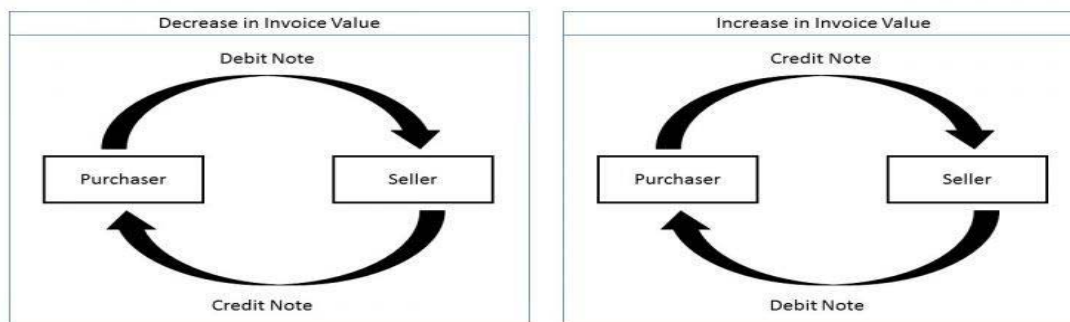 Decrease in Invoice Value
Debit Note
Purchaser
Seller
Credit Note
Increase in Invoice Value
Credit Note
Purchaser
Seller
Debit Note